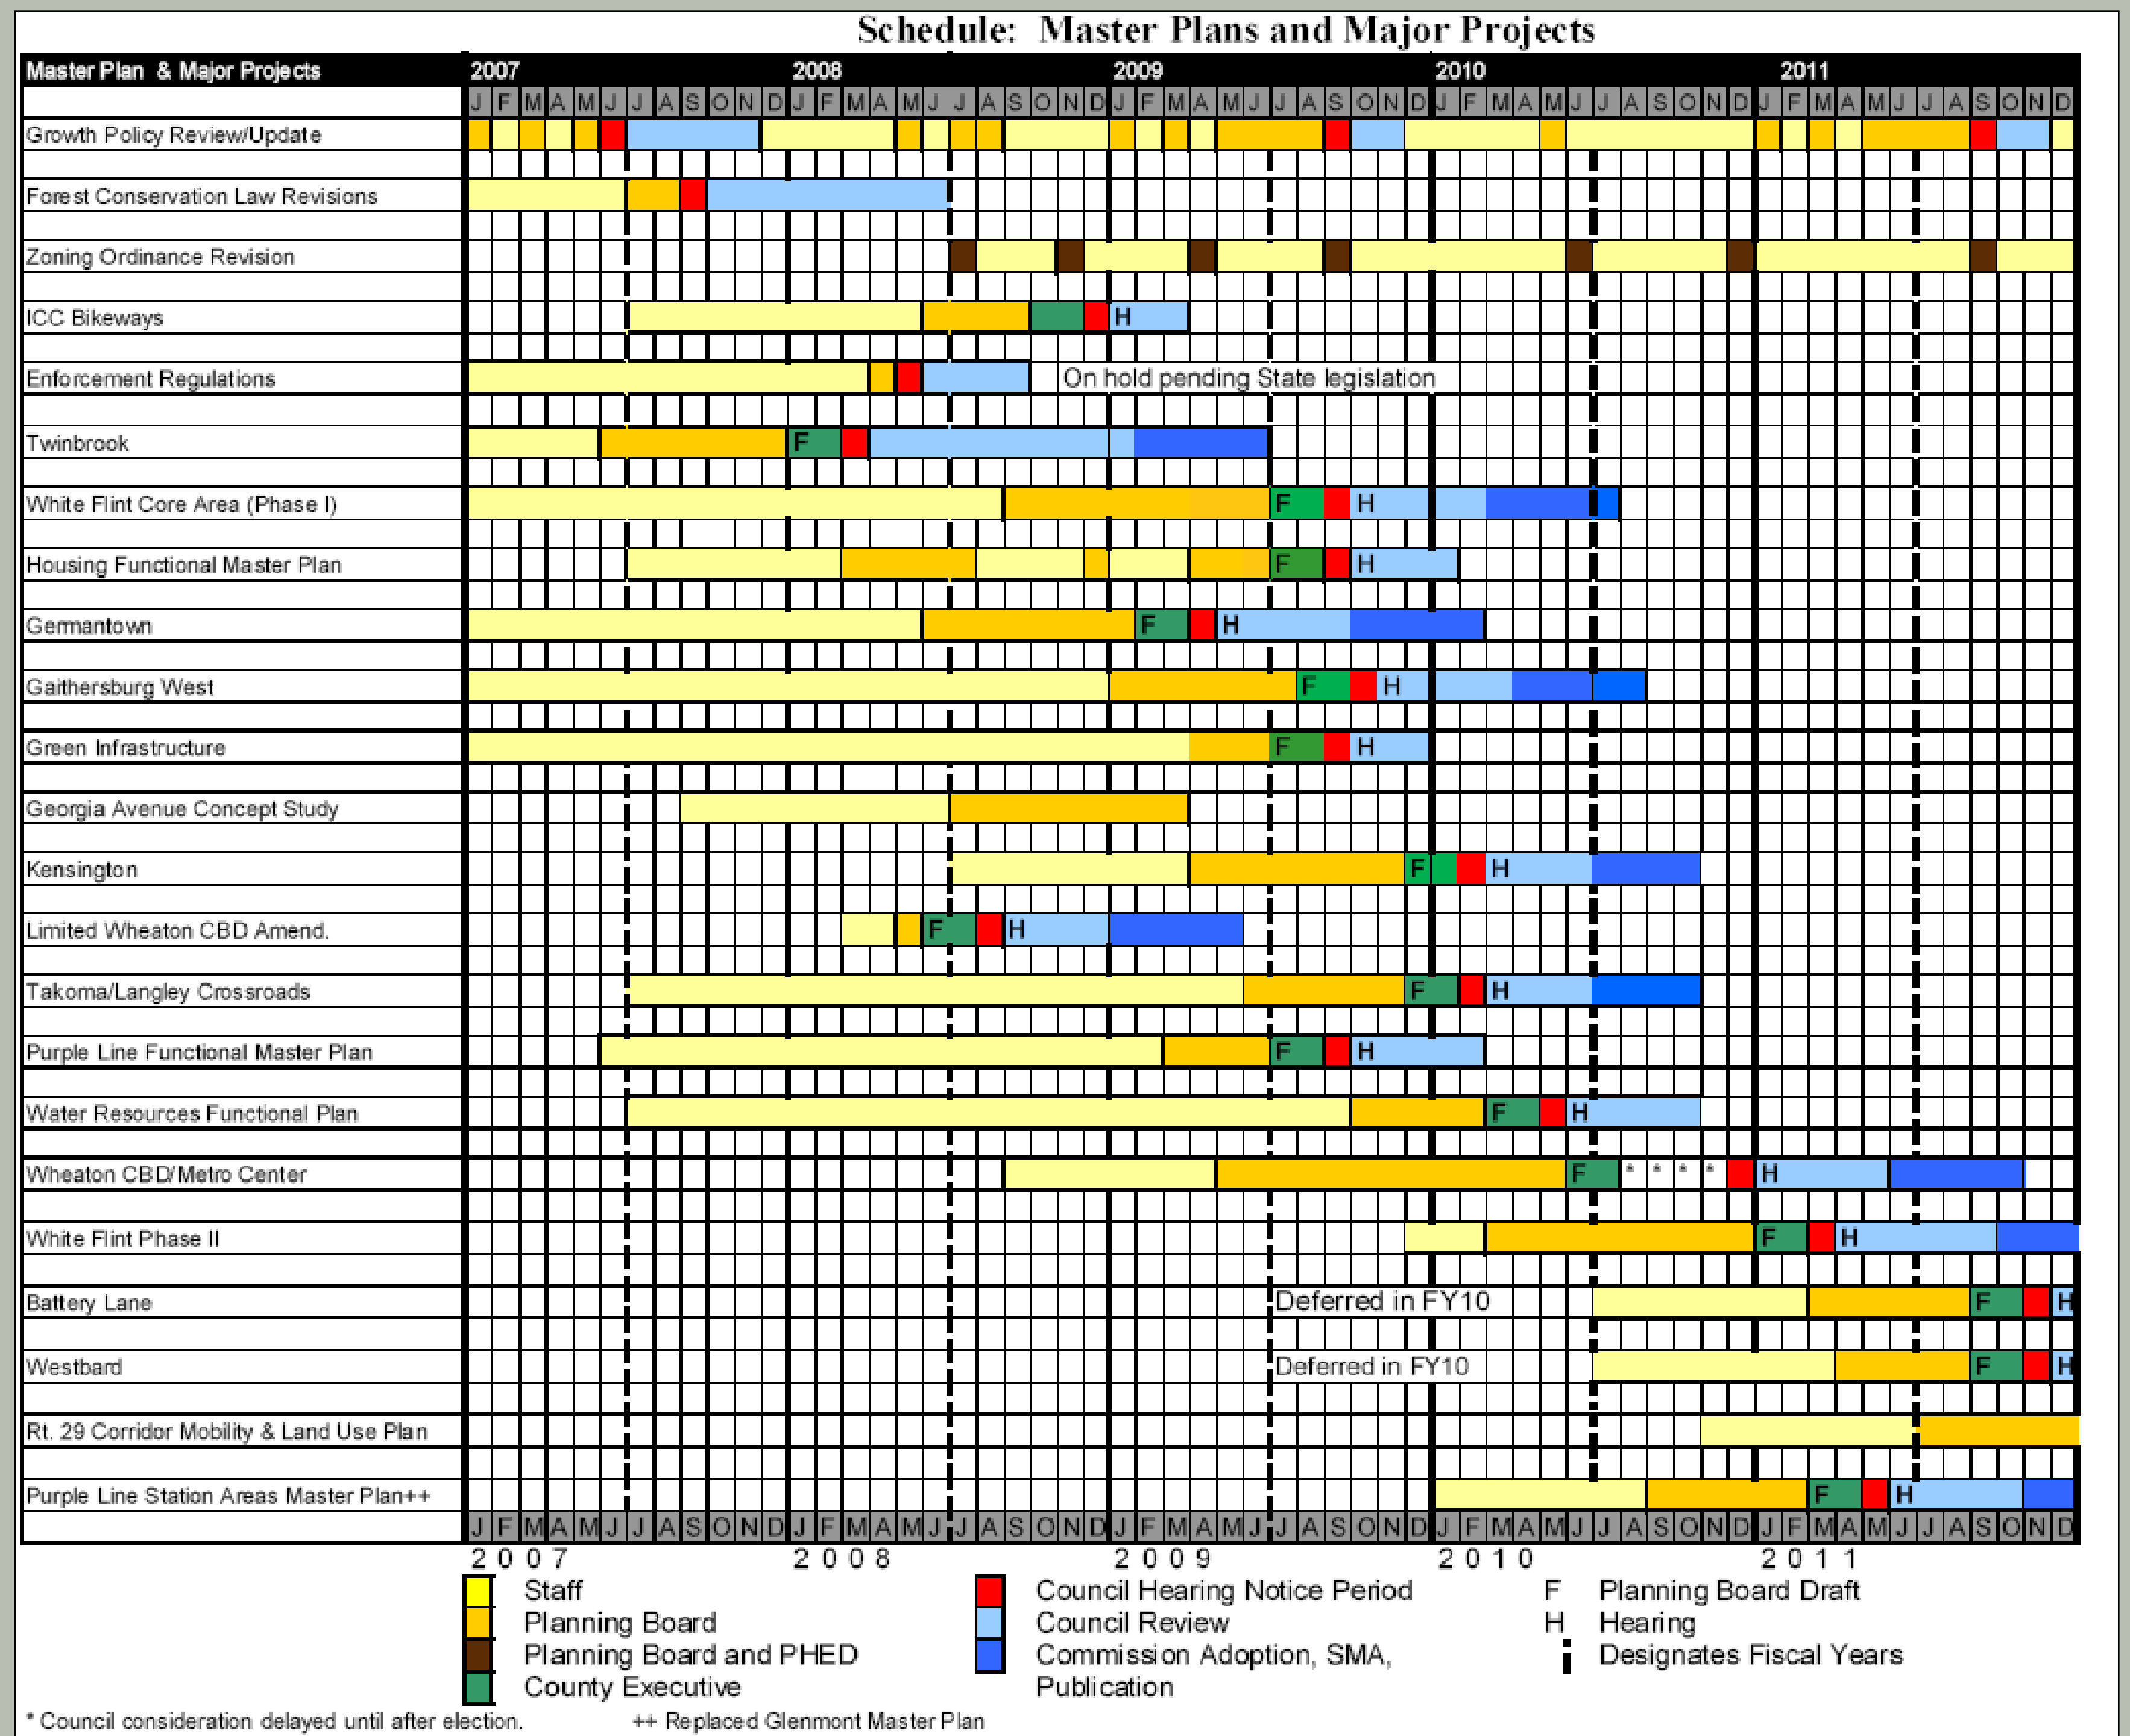 Schedule: Master Plans and Major Projects
Master Plan & Major Projects 2007 2008 2009 2010 2011
J F M A M J J A S O N D J F M A M J J A S O N D J F M A M J J A S O N D J F M A M J J A S O N D J F M A M J J A S O N D
Growth Policy Review/Update
Forest Conservation Law Revisions
Zoning Ordinance Revision
ICC Bikeways H
Enforcement Regulations On hold pending State legislation
Twinbrook F
White Flint Core Area (Phase I) F H
Housing Functional Master Plan F H
Germantown F H
Gaithersburg West F H
Green Infrastructure F H
Georgia Avenue Concept Study
Kensington F H
Limited Wheaton CBD Amend. F H
Takoma/Langley Crossroads F H
Purple Line Functional Master Plan F H
Water Resources Functional Plan F H
Wheaton CBD/Metro Center F * * * * H
White Flint Phase II F H
Battery Lane Deferred in FY10 F H
Westbard Deferred in FY10 F H
Rt. 29 Corridor Mobility & Land Use Plan
Purple Line Station Areas Master Plan++ F H
J F M A M J J A S O N D J F M A M J J A S O N D J F M A M J J A S O N D J F M A M J J A S O N D J F M A M J J A S O N D
2007 2008 2009 2010 2011
Staff Council Hearing Notice Period F Planning Board Draft
Planning Board Council Review H Hearing
Planning Board and PHED Commission Adoption, SMA, Designates Fiscal Years
County Executive Publication
* Council consideration delayed until after election. ++ Replaced Glenmont Master Plan